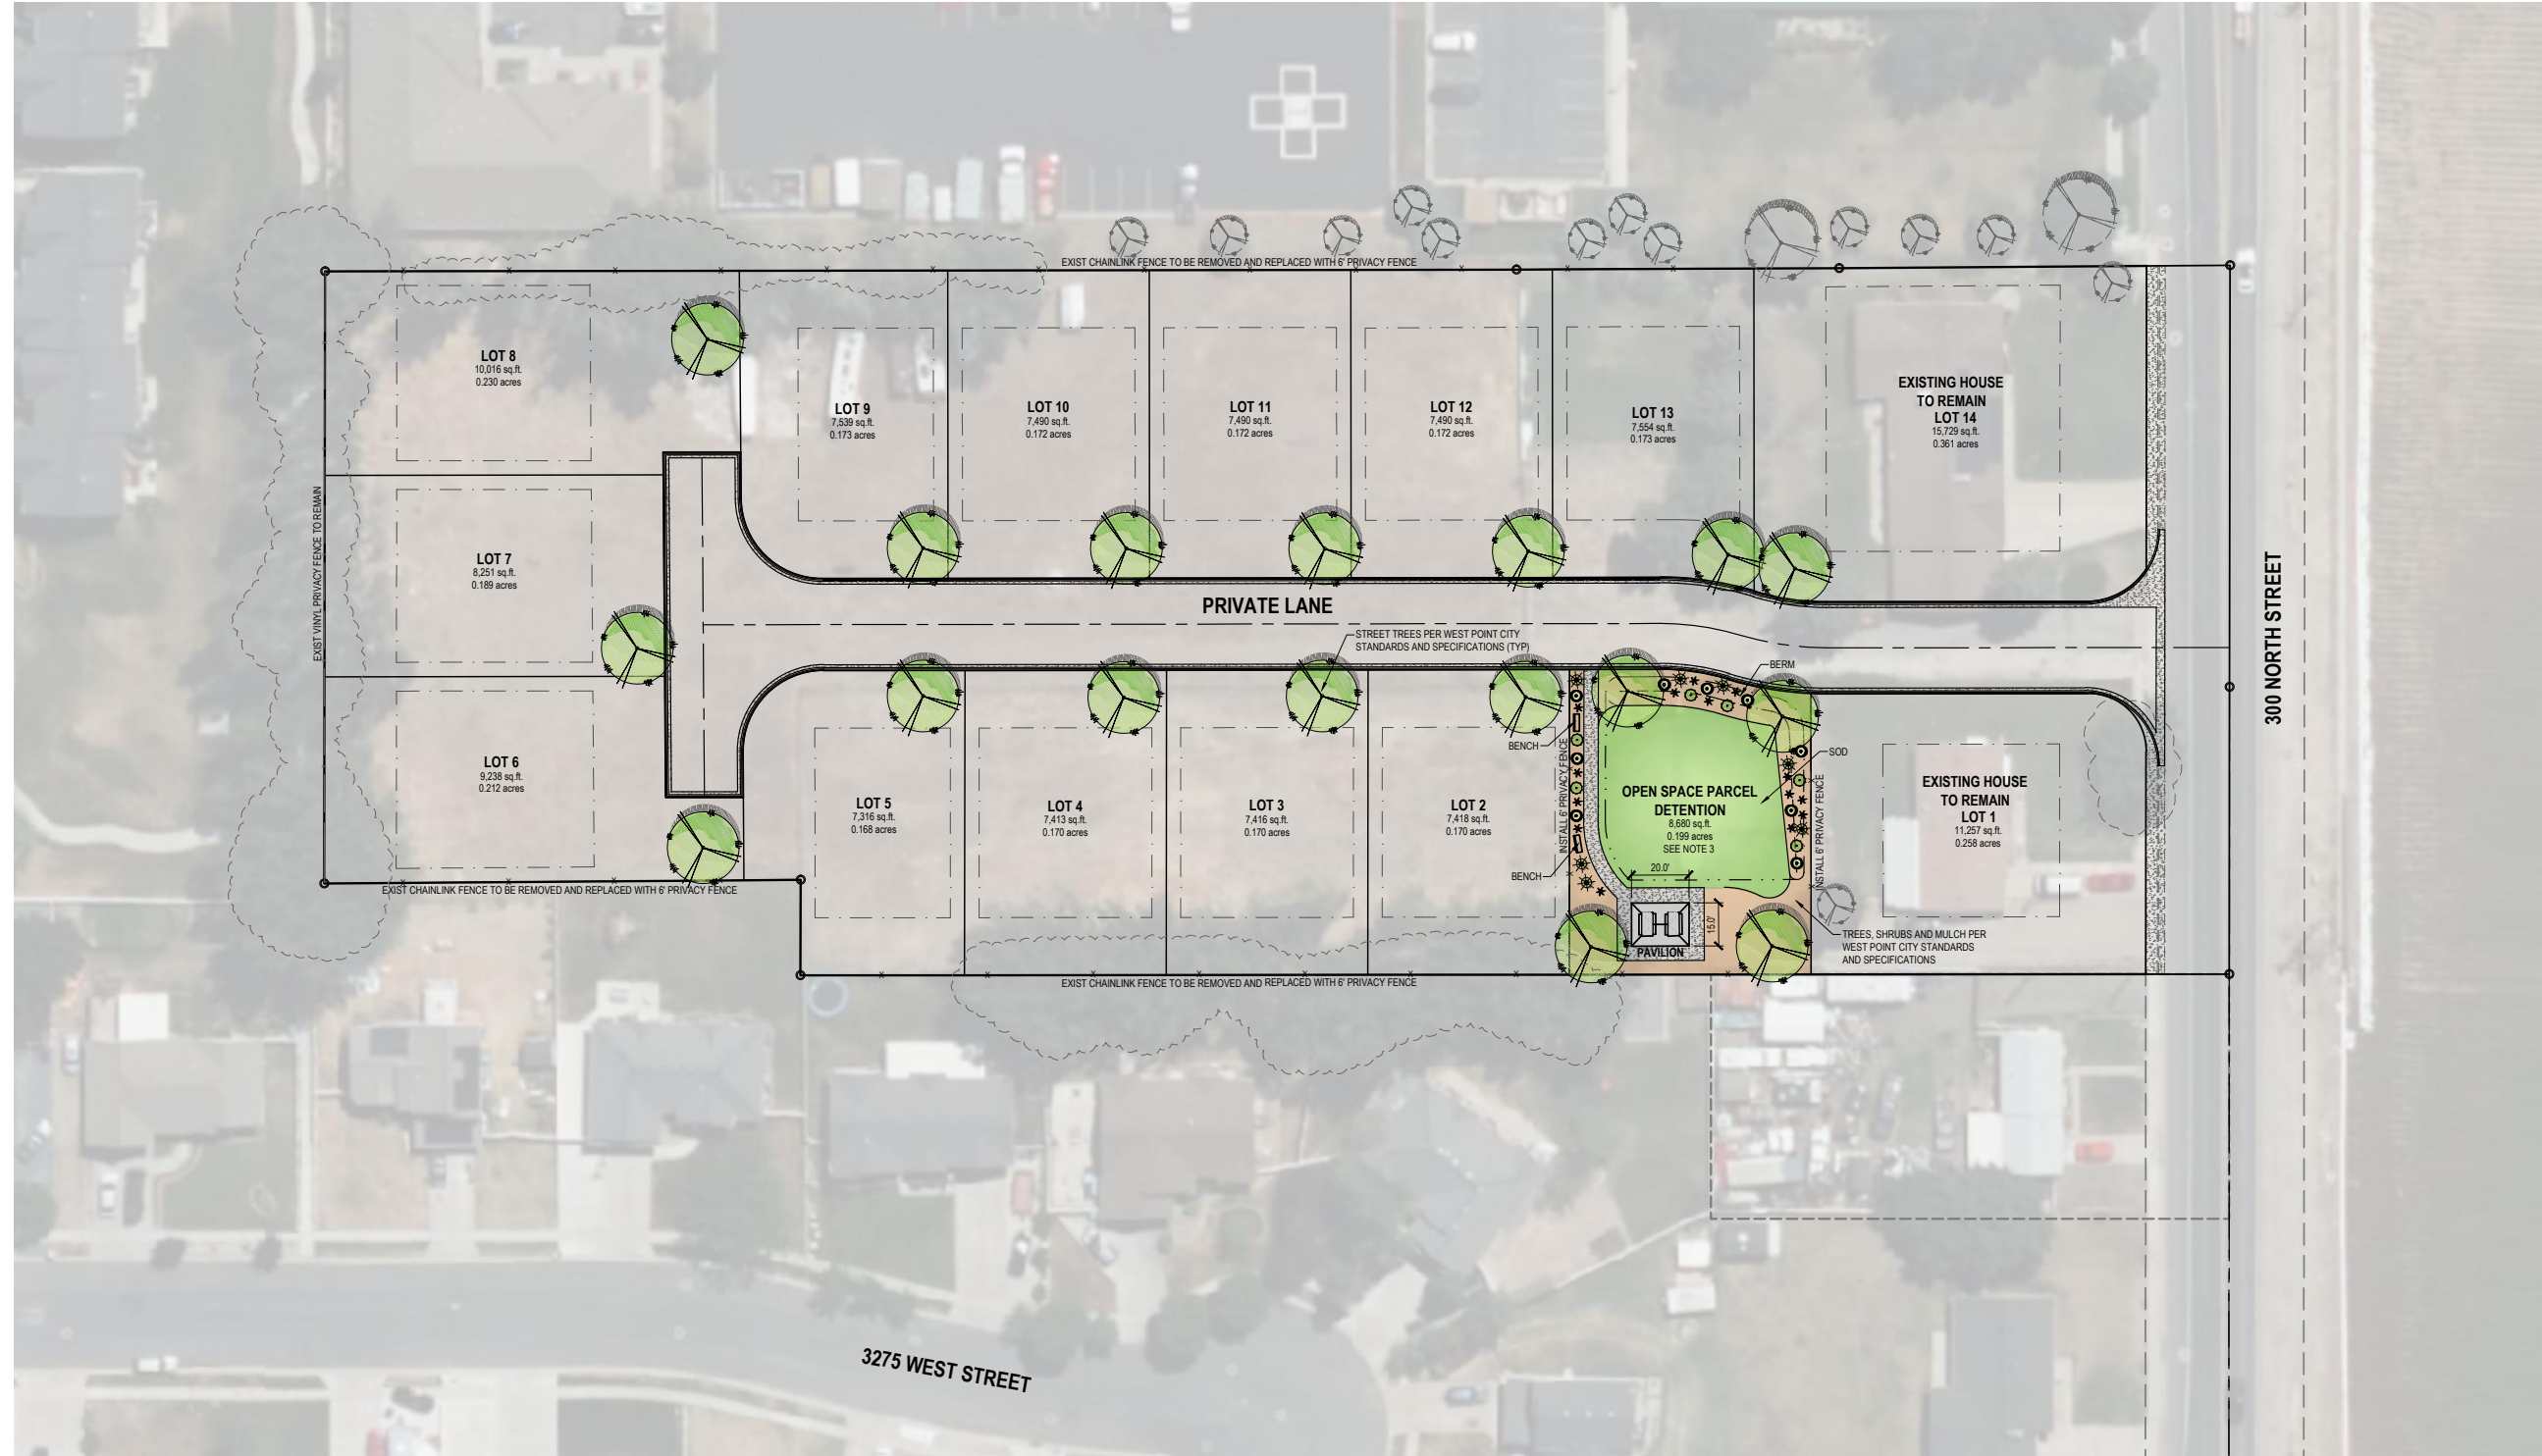 EXIST CHAINLINK FENCE TO BE REMOVED AND REPLACED WITH 6' PRIVACY FENCE
LOT 8
10,016 sq.ft.
0.230 acres
LOT 9
7,539 sq.ft.
0.173 acres
LOT 10
7,490 sq.ft.
0.172 acres
LOT 11
7,490 sq.ft.
0.172 acres
LOT 12
7,490 sq.ft.
0.172 acres
LOT 13
7,554 sq.ft.
0.173 acres
EXISTING HOUSE
TO REMAIN
LOT 14
15,729 sq.ft.
0.361 acres
EXIST VINYL PRIVACY FENCE TO REMAIN
LOT 7
8,251 sq.ft.
0.189 acres
PRIVATE LANE
STREET TREES PER WEST POINT CITY
STANDARDS AND SPECIFICATIONS (TYP)
BERM
300 NORTH STREET
LOT 6
9,238 sq.ft.
0.212 acres
LOT 5
7,316 sq.ft.
0.168 acres
LOT 4
7,413 sq.ft.
0.170 acres
LOT 3
7,416 sq.ft.
0.170 acres
LOT 2
7,418 sq.ft.
0.170 acres
BENCH
INSTALL 6' PRIVACY FENCE
BENCH
OPEN SPACE PARCEL
DETENTION
8,680 sq.ft.
0.199 acres
SEE NOTE 3
20.0'
15.0'
PAVILION
SOD
INSTALL 6' PRIVACY FENCE
EXISTING HOUSE
TO REMAIN
LOT 1
11,257 sq.ft.
0.258 acres
TREES, SHRUBS AND MULCH PER
WEST POINT CITY STANDARDS
AND SPECIFICATIONS
EXIST CHAINLINK FENCE TO BE REMOVED AND REPLACED WITH 6' PRIVACY FENCE
EXIST CHAINLINK FENCE TO BE REMOVED AND REPLACED WITH 6' PRIVACY FENCE
3275 WEST STREET